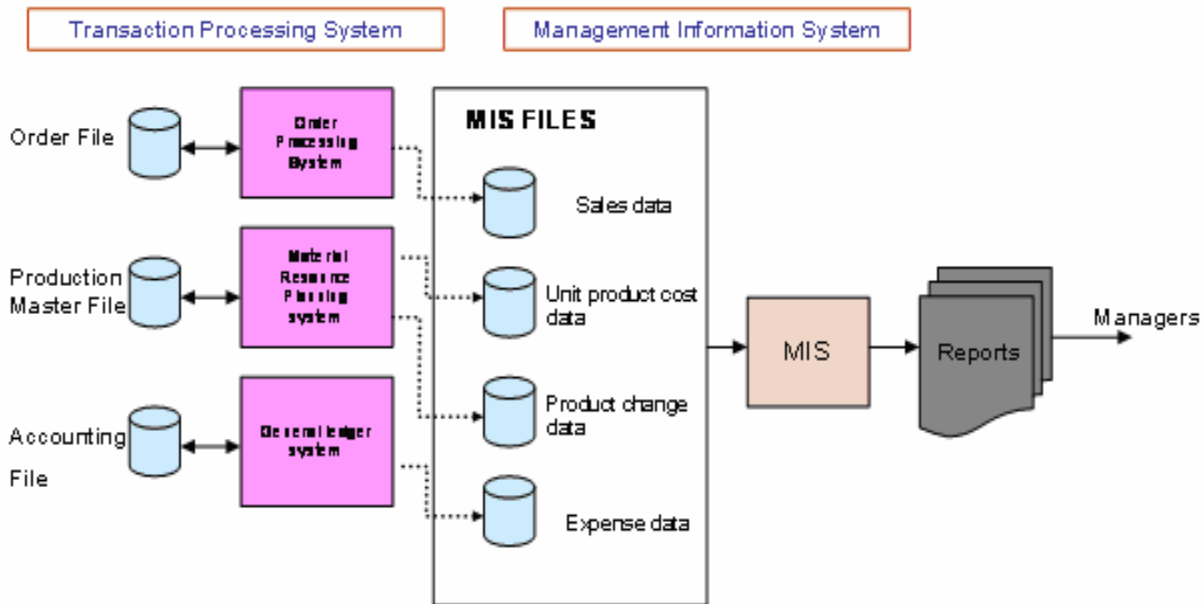 Transaction Processing System
Management Information System
Order File
Order
Processing
System
MIS FILES
Sales data
Production
Master File
Material
Resource
Planning
system
Unit product cost
data
MIS
Reports
Managers
Product change
data
Accounting
File
General ledger
system
Expense data